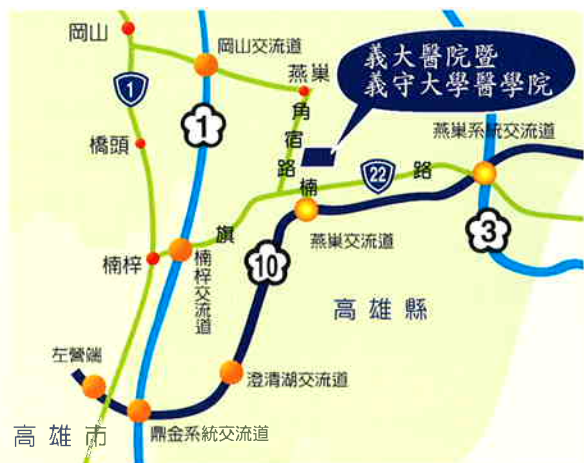 岡山
岡山交流道
1
燕巢
義大醫院暨
義守大學醫學院
1
角宿路
燕巢系統交流道
橋頭
楠
22
路
旗
燕巢交流道
3
楠梓
楠梓交流道
10
高雄縣
左營端
澄清湖交流道
高雄市
鼎金系統交流道